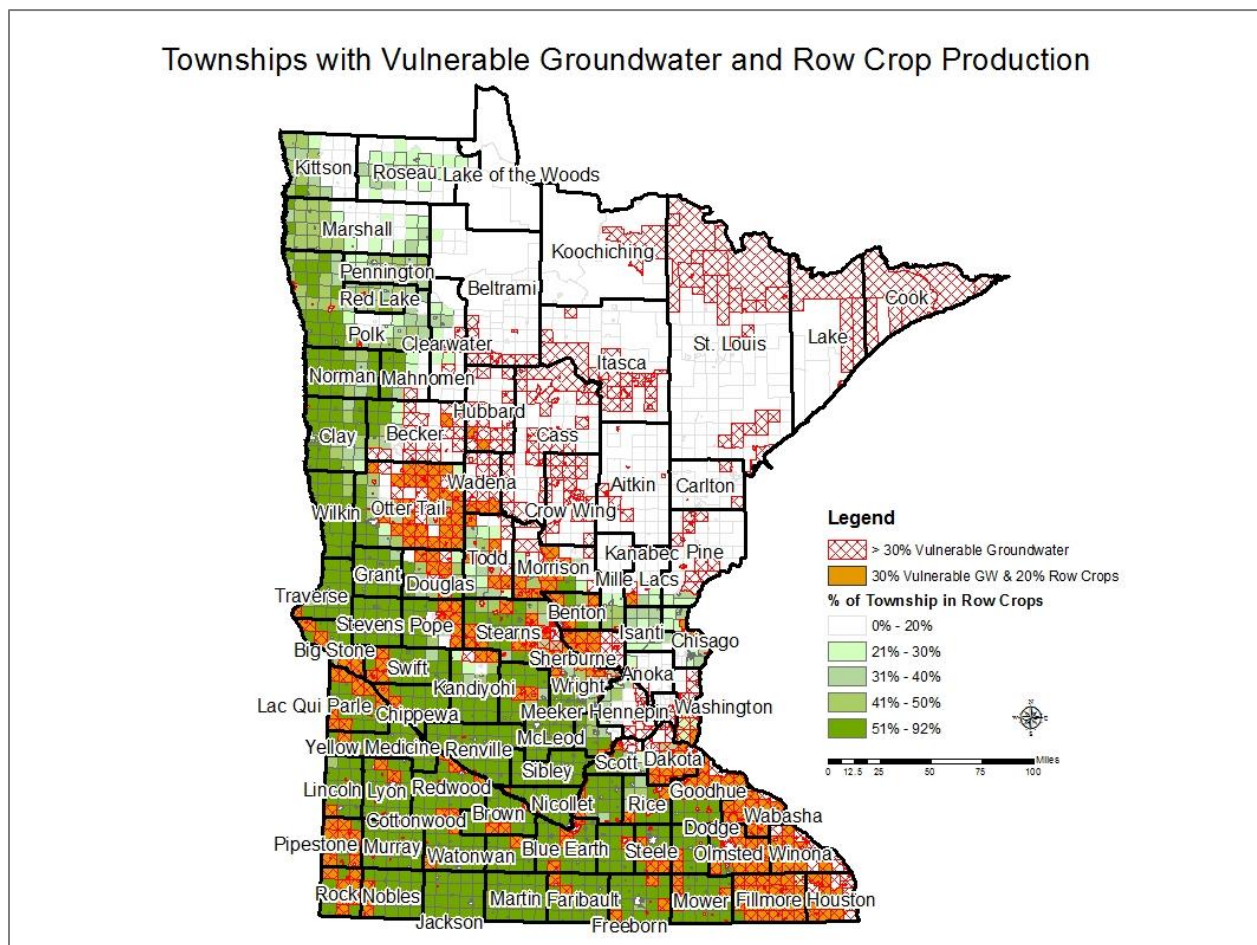 Townships with Vulnerable Groundwater and Row Crop Production
Kittson
Roseau
Lake of the Woods
Marshall
Koochiching
Pennington
Beltrami
Cook
Red Lake
Polk
Clearwater
St. Louis
Lake
Itasca
Norman
Mahnomen
Hubbard
Clay
Becker
Cass
Wadena
Aitkin
Carlton
Otter Tail
Crow Wing
Wilkin
Todd
Kanabec
Pine
Grant
Douglas
Morrison
Mille Lacs
Traverse
Stevens
Pope
Stearns
Benton
Isanti
Chisago
Big Stone
Swift
Sherburne
Anoka
Kandiyohi
Wright
Lac Qui Parle
Chippewa
Meeker
Hennepin
Washington
McLeod
Yellow Medicine
Renville
Scott
Dakota
Sibley
Lincoln
Lyon
Redwood
Nicollet
Rice
Goodhue
Cottonwood
Brown
Wabasha
Dodge
Pipestone
Murray
Watonwan
Blue Earth
Steele
Olmsted
Winona
Rock
Nobles
Martin
Faribault
Mower
Fillmore
Houston
Jackson
Freeborn
Legend
> 30% Vulnerable Groundwater
30% Vulnerable GW & 20% Row Crops
% of Township in Row Crops
0% - 20%
21% - 30%
31% - 40%
41% - 50%
51% - 92%
N
W
E
S
Miles
0 12.5 25 50 75 100